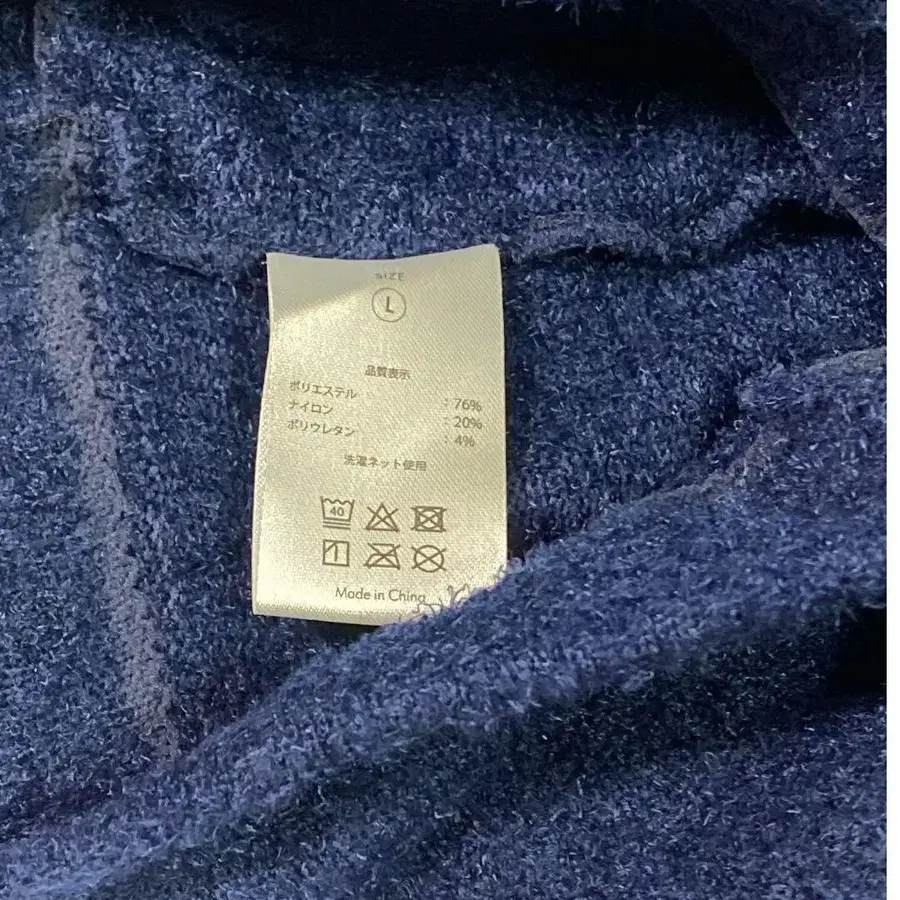 SIZE
L
品質表示
ポリエステル : 76%
ナイロン : 20%
ポリウレタン : 4%
洗濯ネット使用
40
Made in China